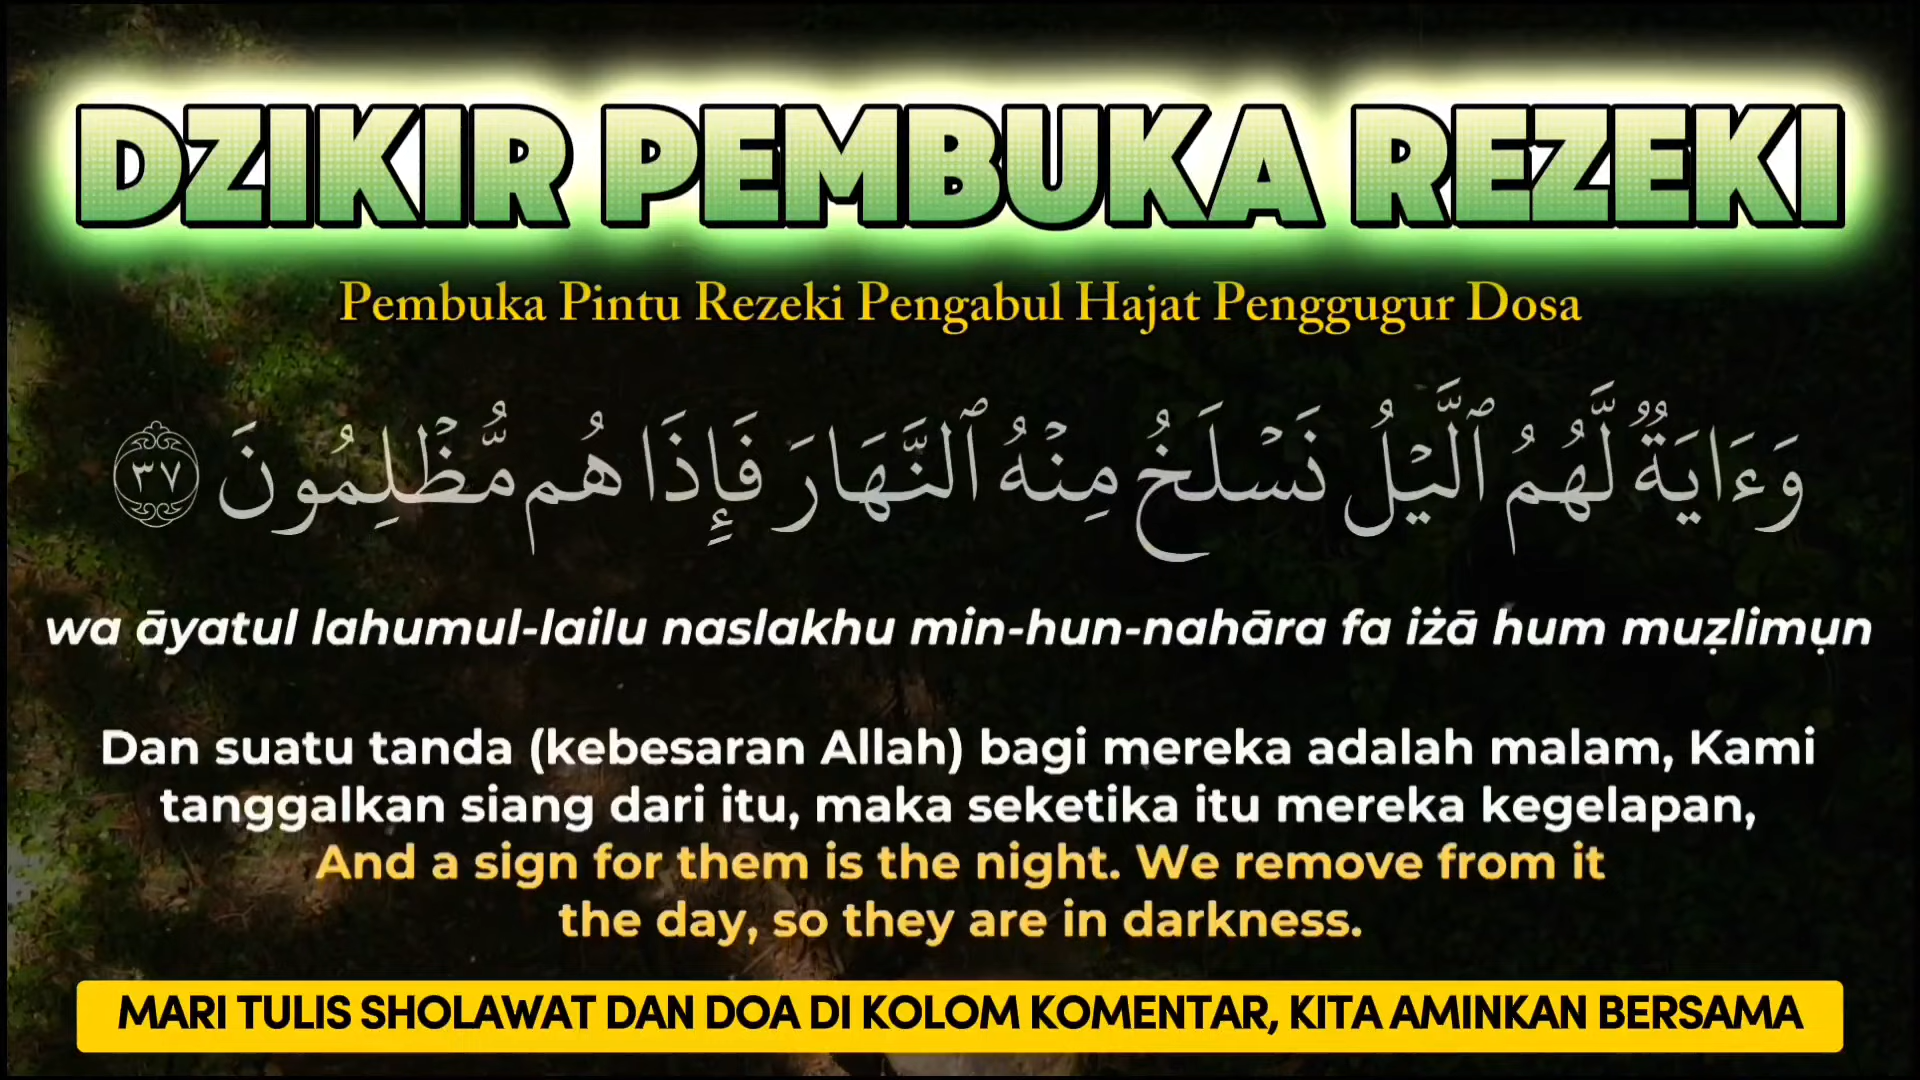 DZIKIR PEMBUKA REZEKI
Pembuka Pintu Rezeki Pengabul Hajat Penggugur Dosa
وَءَايَةٌ لَّهُمُ ٱلَّيْلُ نَسْلَخُ مِنْهُ ٱلنَّهَارَ فَإِذَا هُم مُّظْلِمُونَ ٣٧
wa āyatul lahumul-lailu naslakhu min-hun-nahāra fa iżā hum muẓlimụn
Dan suatu tanda (kebesaran Allah) bagi mereka adalah malam, Kami
tanggalkan siang dari itu, maka seketika itu mereka kegelapan,
And a sign for them is the night. We remove from it
the day, so they are in darkness.
MARI TULIS SHOLAWAT DAN DOA DI KOLOM KOMENTAR, KITA AMINKAN BERSAMA